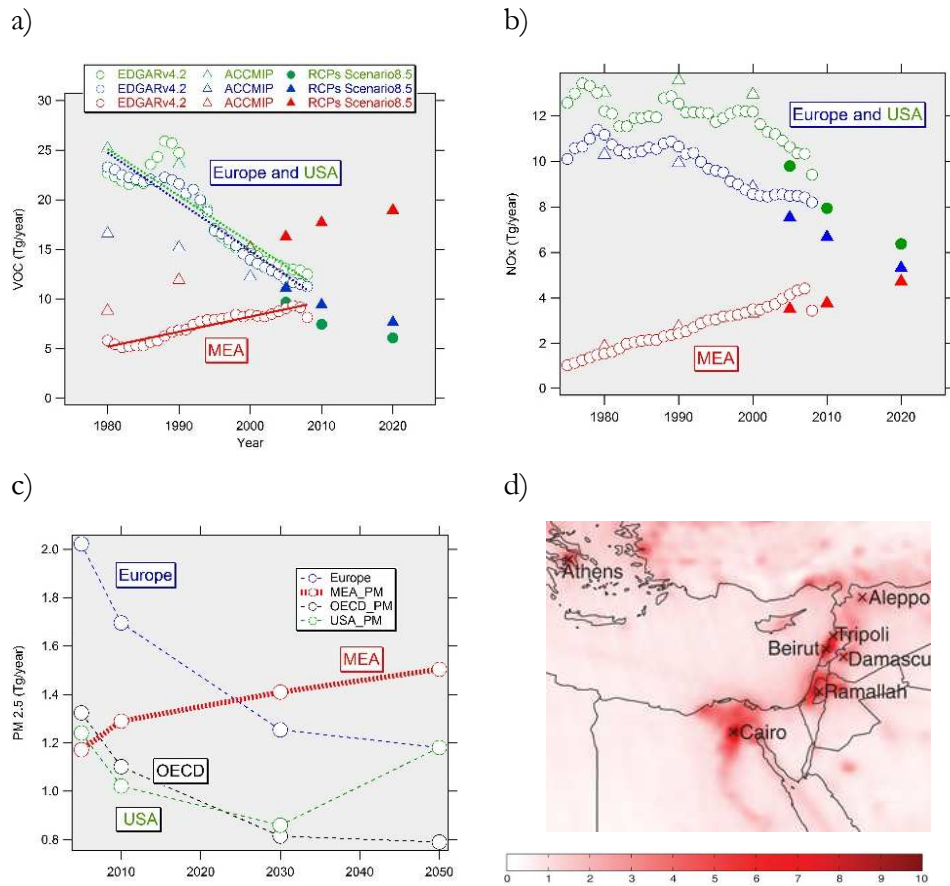 a)
EDGARv4.2 ACCMIP RCPs Scenario8.5
EDGARv4.2 ACCMIP RCPs Scenario8.5
EDGARv4.2 ACCMIP RCPs Scenario8.5
30
25
20
15
10
5
0
VOC (Tg/year)
Europe and USA
MEA
1980 1990 2000 2010 2020
Year
b)
12
10
8
6
4
2
0
NOx (Tg/year)
Europe and USA
MEA
1980 1990 2000 2010 2020
c)
2.0
1.8
1.6
1.4
1.2
1.0
0.8
PM 2.5 (Tg/year)
Europe
Europe
MEA_PM
OECD_PM
USA_PM
MEA
OECD
USA
2010 2020 2030 2040 2050
d)
Athens
Aleppo
Tripoli
Beirut
Damascu
Ramallah
Cairo
0 1 2 3 4 5 6 7 8 9 10